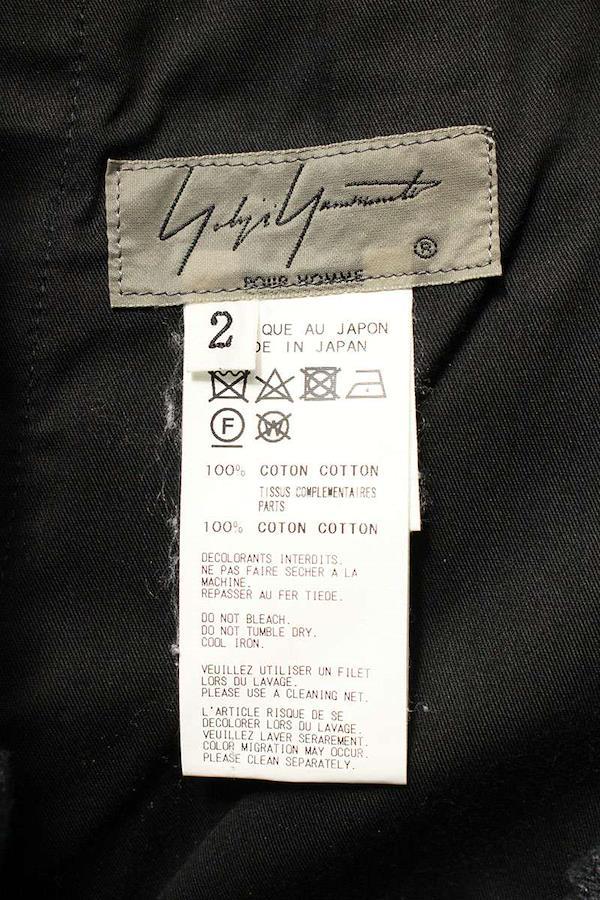 Yohji Yamamoto
®
POUR HOMME
2
QUE AU JAPON
DE IN JAPAN
F
W
100% COTON COTTON
TISSUS COMPLEMENTAIRES
PARTS
100% COTON COTTON
DECOLORANTS INTERDITS.
NE PAS FAIRE SECHER A LA
MACHINE.
REPASSER AU FER TIEDE.
DO NOT BLEACH.
DO NOT TUMBLE DRY.
COOL IRON.
VEUILLEZ UTILISER UN FILET
LORS DU LAVAGE.
PLEASE USE A CLEANING NET.
L'ARTICLE RISQUE DE SE
DECOLORER LORS DU LAVAGE.
VEUILLEZ LAVER SERAREMENT.
COLOR MIGRATION MAY OCCUR.
PLEASE CLEAN SEPARATELY.